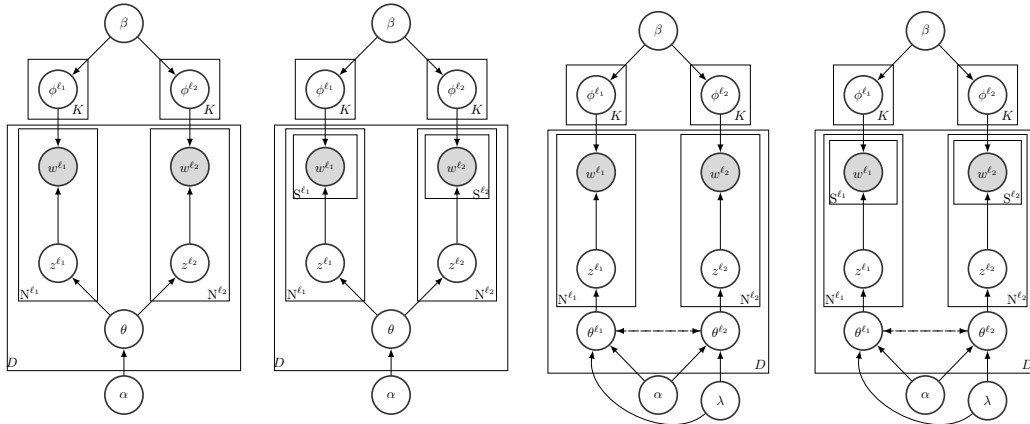 β β β β
ϕ^ℓ₁ ϕ^ℓ₂ ϕ^ℓ₁ ϕ^ℓ₂ ϕ^ℓ₁ ϕ^ℓ₂ ϕ^ℓ₁ ϕ^ℓ₂
K K K K K K K K
w^ℓ₁ w^ℓ₂ w^ℓ₁ w^ℓ₂ w^ℓ₁ w^ℓ₂ w^ℓ₁ w^ℓ₂
S^ℓ₁ S^ℓ₂ S^ℓ₁ S^ℓ₂
z^ℓ₁ z^ℓ₂ z^ℓ₁ z^ℓ₂ z^ℓ₁ z^ℓ₂ z^ℓ₁ z^ℓ₂
N^ℓ₁ N^ℓ₂ N^ℓ₁ N^ℓ₂ N^ℓ₁ N^ℓ₂ N^ℓ₁ N^ℓ₂
θ θ θ^ℓ₁ θ^ℓ₂ θ^ℓ₁ θ^ℓ₂
D D D D
α α α λ α λ